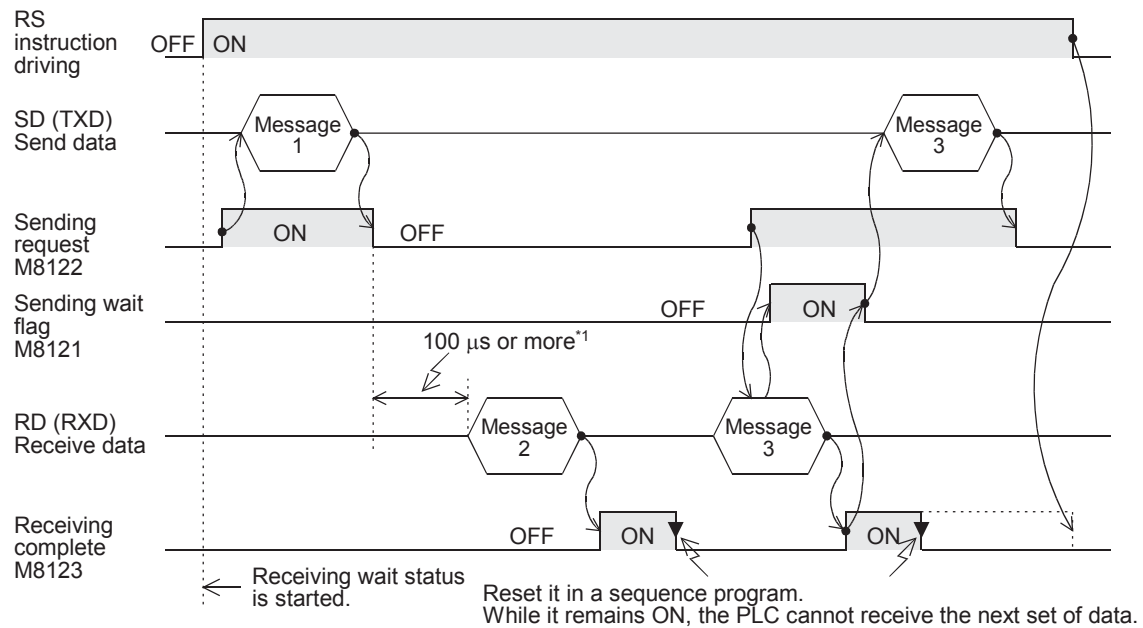 RS
instruction
driving
OFF
ON
SD (TXD)
Send data
Message
1
Message
3
Sending
request
M8122
ON
OFF
Sending wait
flag
M8121
OFF
ON
100 μs or more*1
RD (RXD)
Receive data
Message
2
Message
3
Receiving
complete
M8123
OFF
ON
ON
Receiving wait status
is started.
Reset it in a sequence program.
While it remains ON, the PLC cannot receive the next set of data.